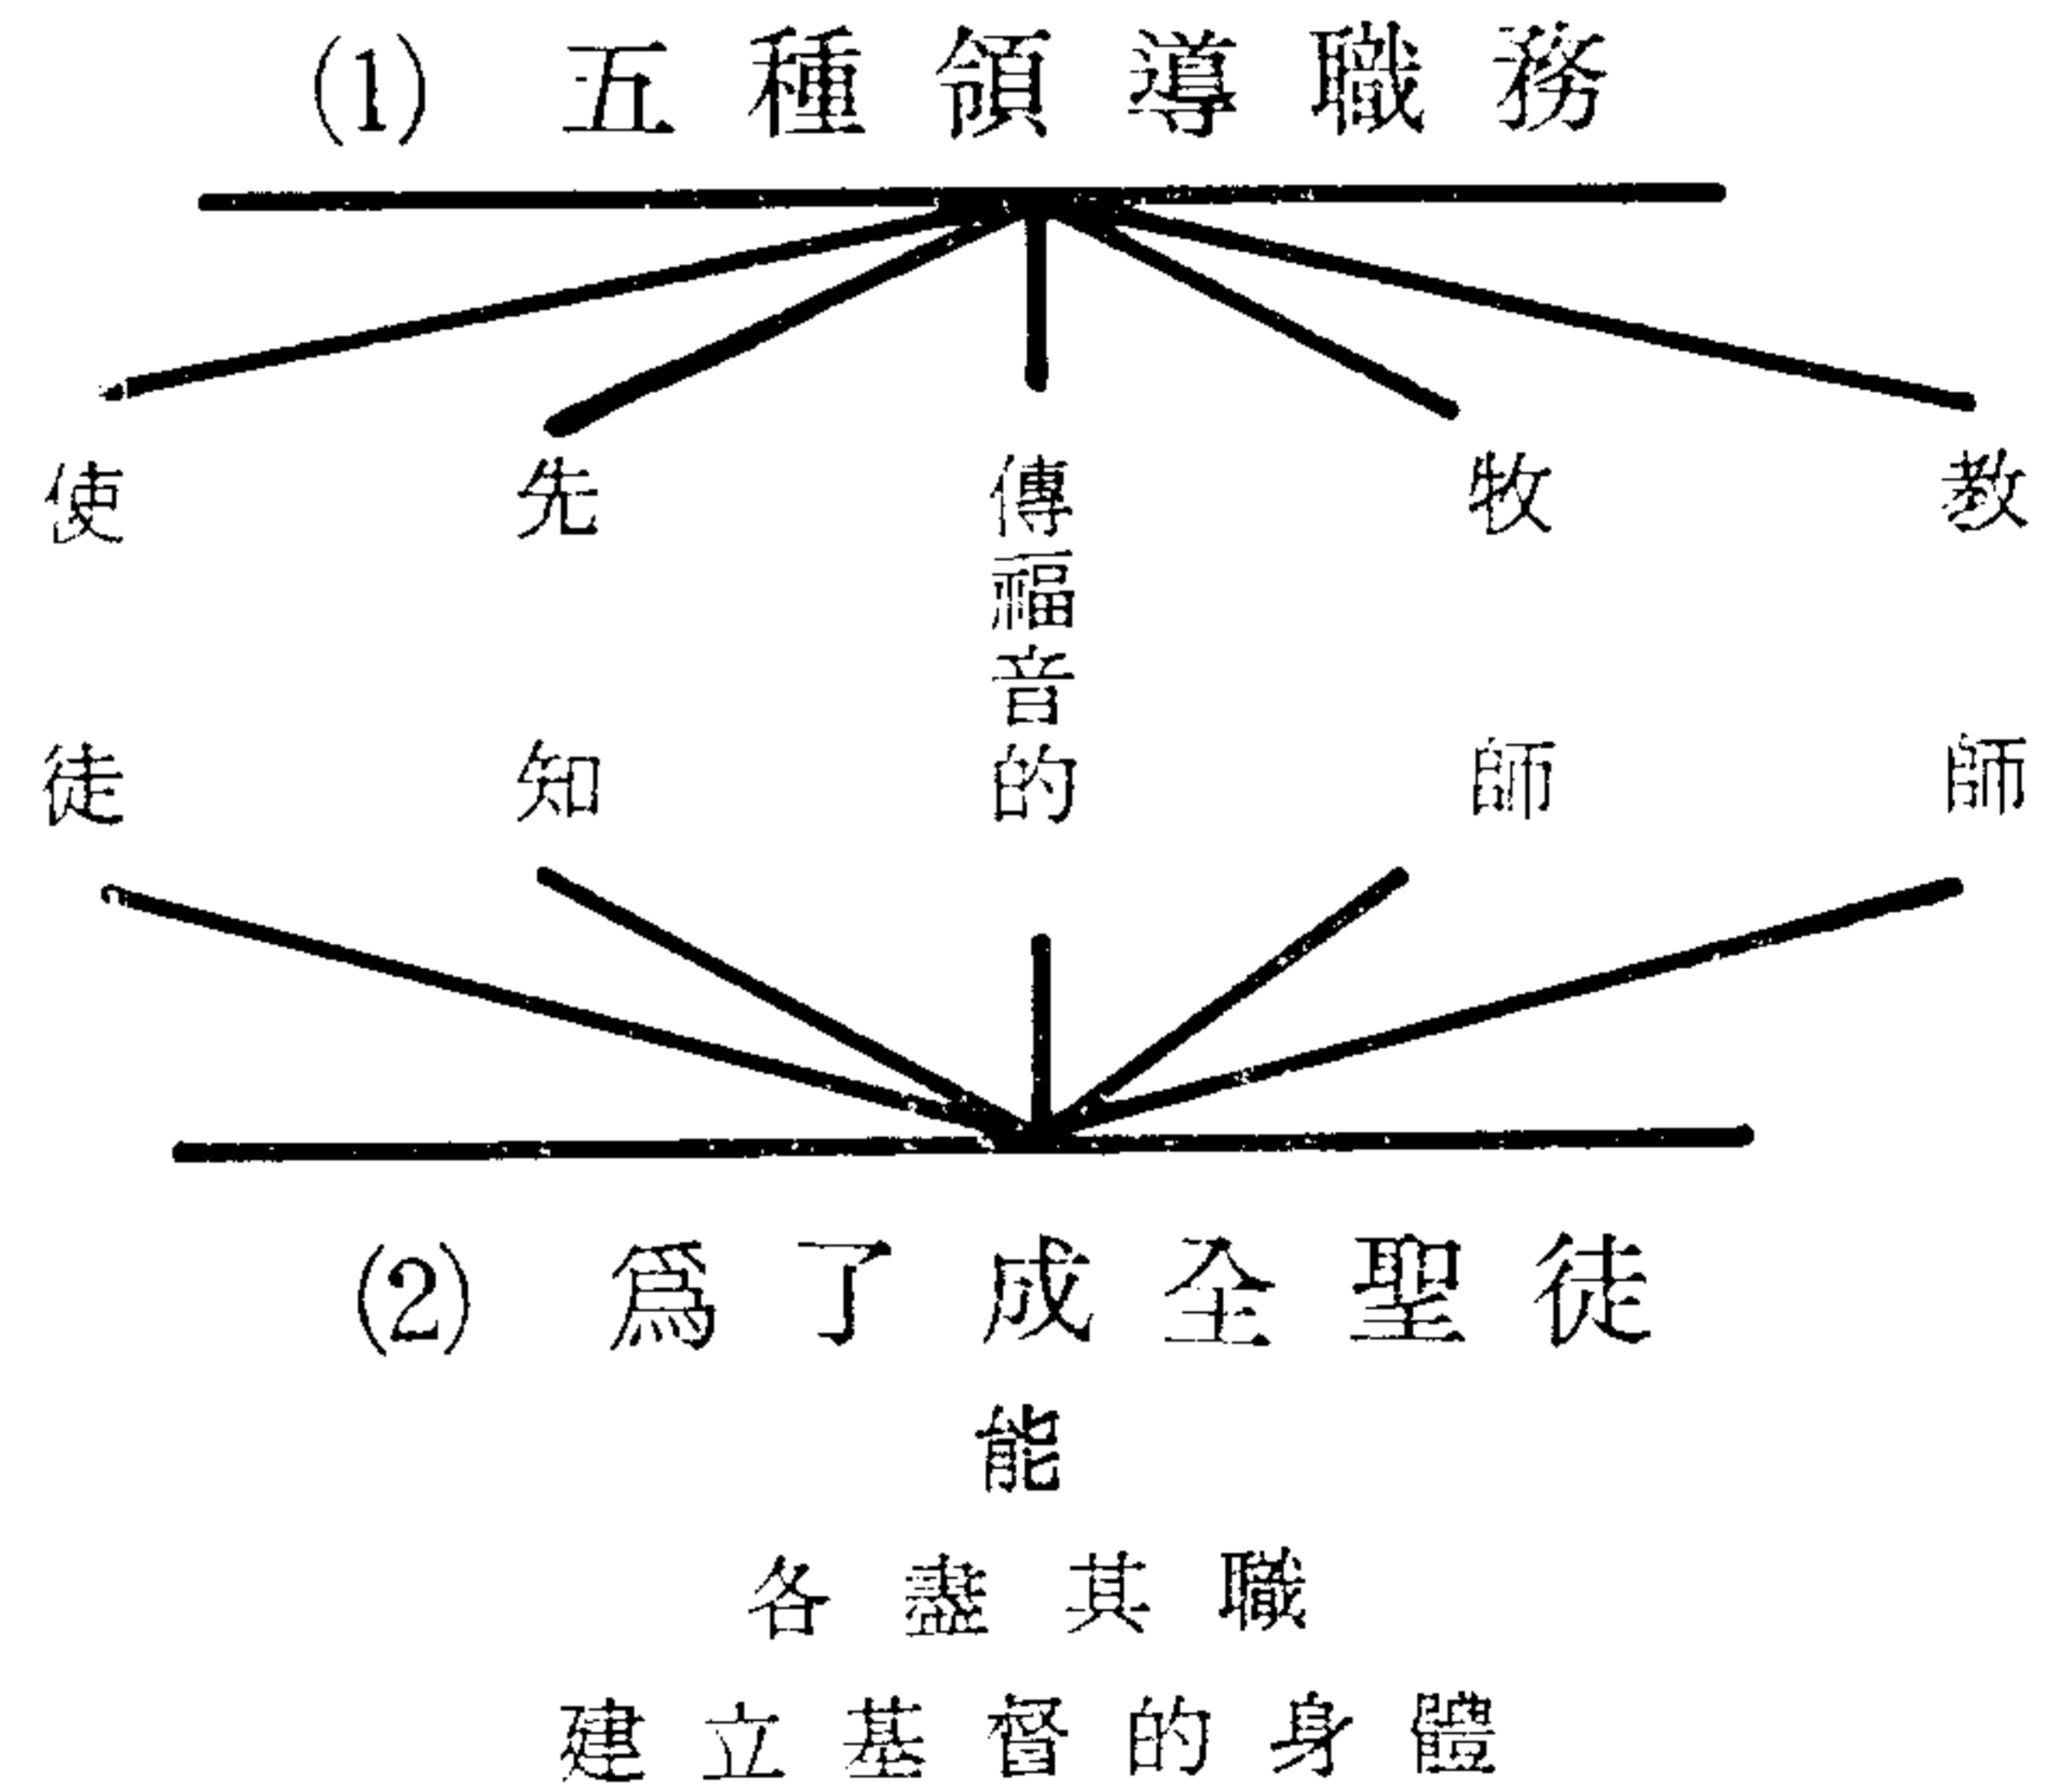 (1) 五種領導職務
使徒
先知
傳福音的
牧師
教師
(2) 爲了成全聖徒
能
各盡其職
建立基督的身體